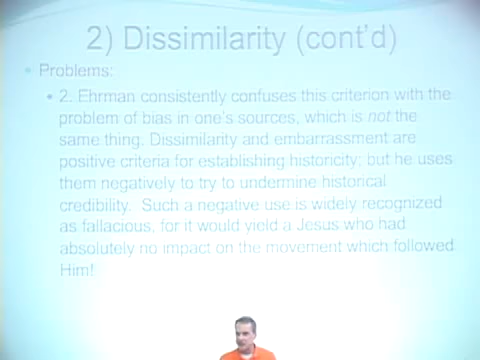 2) Dissimilarity (cont'd)
Problems:
2. Ehrman consistently confuses this criterion with the
problem of bias in one's sources, which is not the
same thing. Dissimilarity and embarrassment are
positive criteria for establishing historicity; but he uses
them negatively to try to undermine historical
credibility. Such a negative use is widely recognized
as fallacious, for it would yield a Jesus who had
absolutely no impact on the movement which followed
Him!